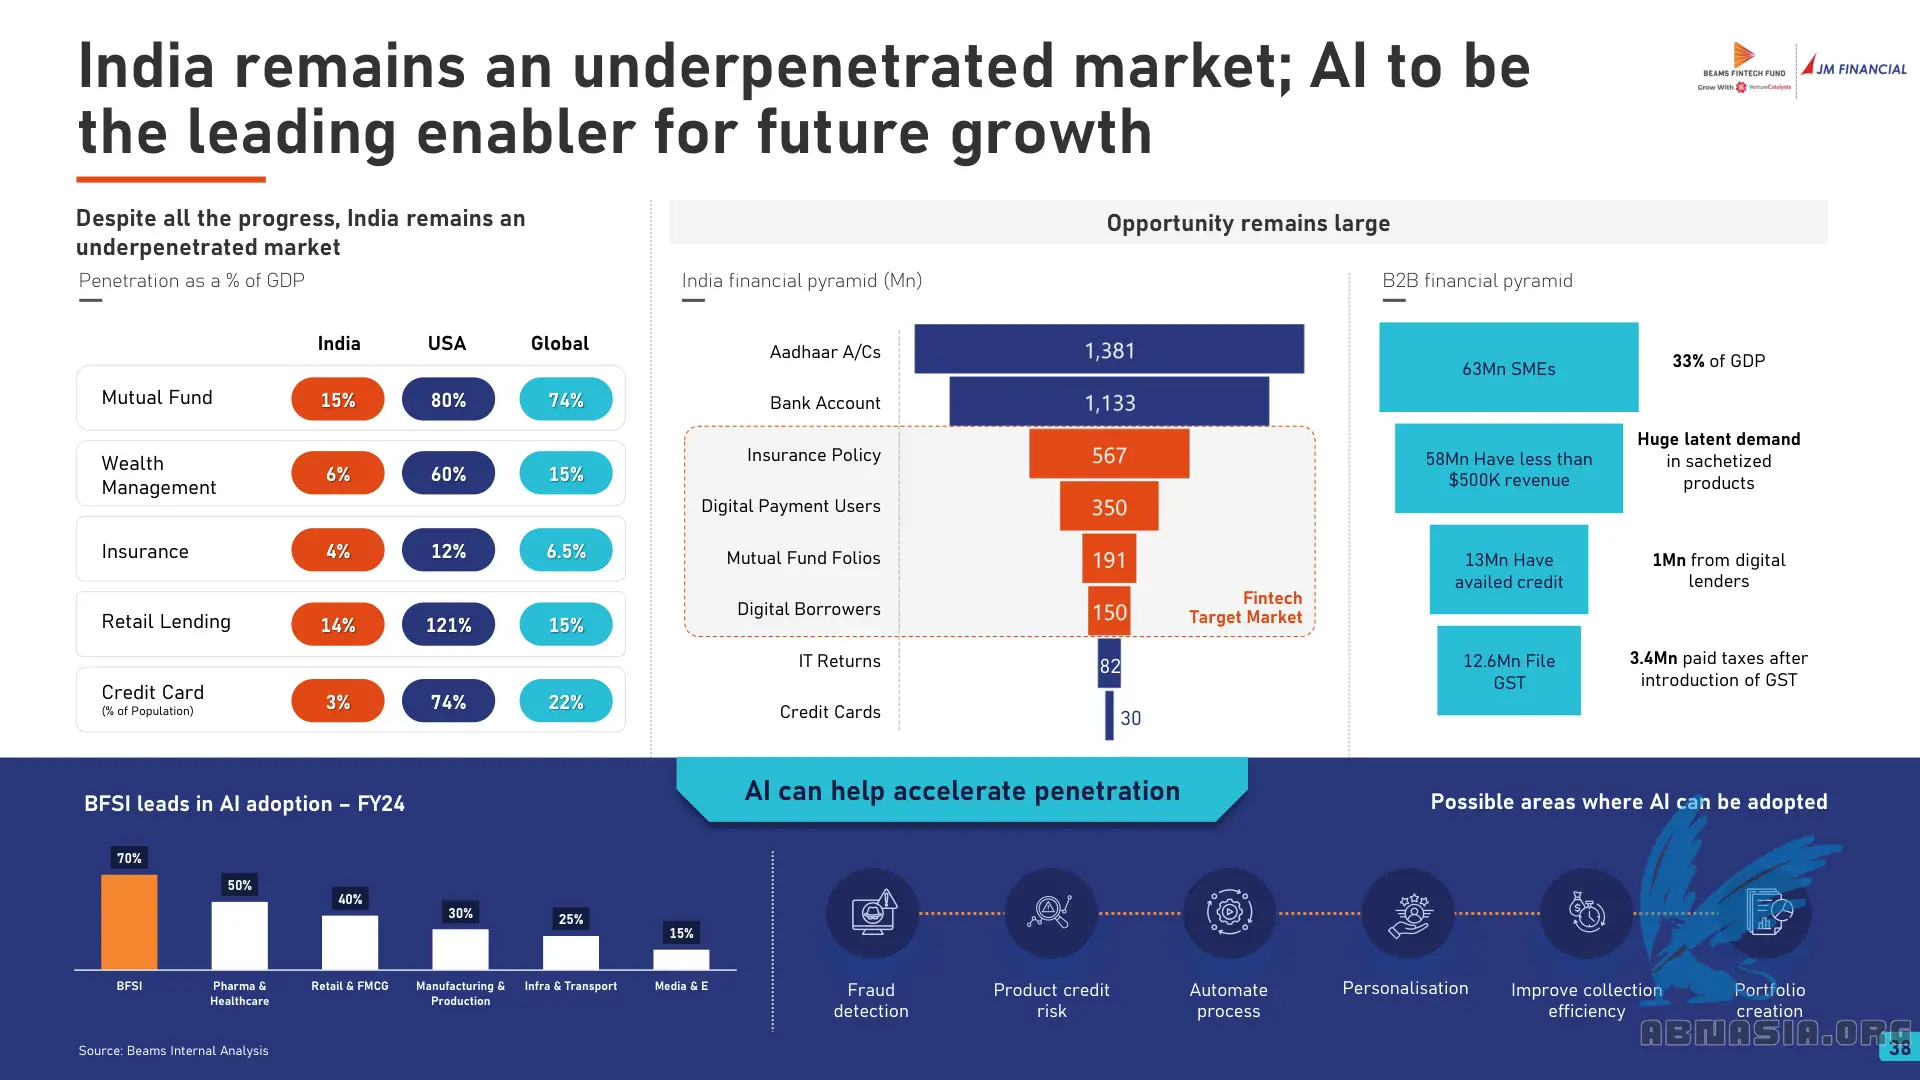 India remains an underpenetrated market; AI to be
the leading enabler for future growth
BEAMS FINTECH FUND
Grow With VentureCatalysts
JM FINANCIAL
Despite all the progress, India remains an
underpenetrated market
Penetration as a % of GDP
India USA Global
Mutual Fund 15% 80% 74%
Wealth
Management 6% 60% 15%
Insurance 4% 12% 6.5%
Retail Lending 14% 121% 15%
Credit Card
(% of Population) 3% 74% 22%
Opportunity remains large
India financial pyramid (Mn)
Aadhaar A/Cs 1,381
Bank Account 1,133
Insurance Policy 567
Digital Payment Users 350
Mutual Fund Folios 191
Digital Borrowers 150
Fintech
Target Market
IT Returns 82
Credit Cards 30
B2B financial pyramid
63Mn SMEs
33% of GDP
58Mn Have less than
$500K revenue
Huge latent demand
in sachetized
products
13Mn Have
availed credit
1Mn from digital
lenders
12.6Mn File
GST
3.4Mn paid taxes after
introduction of GST
AI can help accelerate penetration
BFSI leads in AI adoption – FY24
70%
50%
40%
30%
25%
15%
BFSI
Pharma &
Healthcare
Retail & FMCG
Manufacturing &
Production
Infra & Transport
Media & E
Possible areas where AI can be adopted
Fraud
detection
Product credit
risk
Automate
process
Personalisation
Improve collection
efficiency
Portfolio
creation
Source: Beams Internal Analysis
ABNASIA.ORG
38